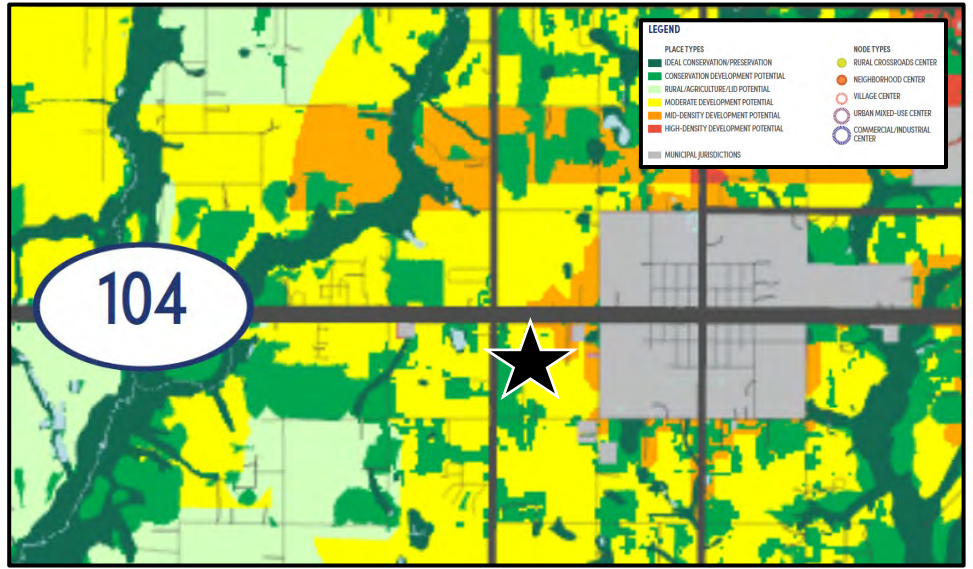 LEGEND
PLACE TYPES
IDEAL CONSERVATION/PRESERVATION
CONSERVATION DEVELOPMENT POTENTIAL
RURAL/AGRICULTURE/LID POTENTIAL
MODERATE DEVELOPMENT POTENTIAL
MID-DENSITY DEVELOPMENT POTENTIAL
HIGH-DENSITY DEVELOPMENT POTENTIAL
MUNICIPAL JURISDICTIONS
NODE TYPES
RURAL CROSSROADS CENTER
NEIGHBORHOOD CENTER
VILLAGE CENTER
URBAN MIXED-USE CENTER
COMMERCIAL/INDUSTRIAL
CENTER
104